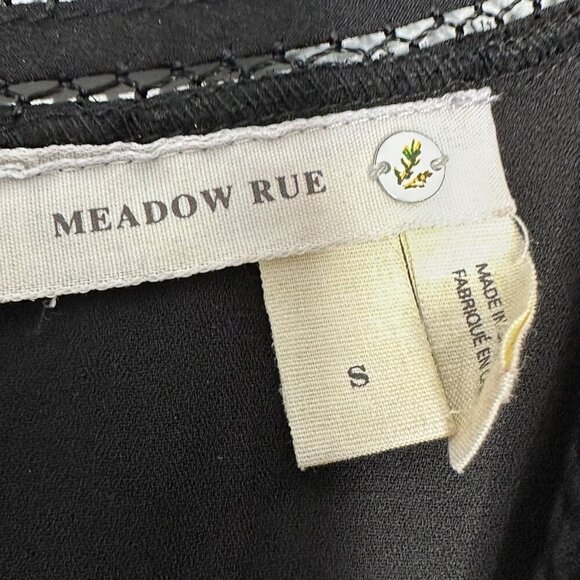 MEADOW RUE
S
MADE IN
FABRIQUÉ EN